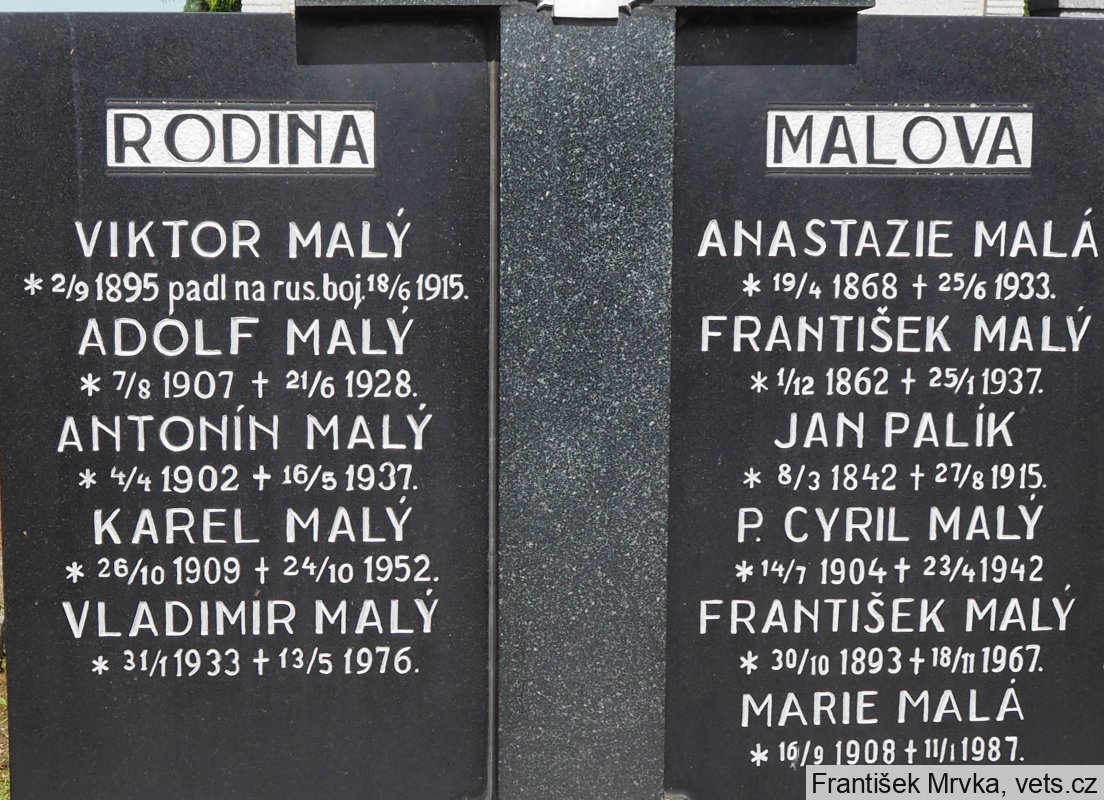 RODINA
VIKTOR MALÝ
* 2/9 1895 padl na rus. boj. 18/6 1915.
ADOLF MALÝ
* 7/8 1907 + 21/6 1928.
ANTONÍN MALÝ
* 4/4 1902 + 16/5 1937.
KAREL MALÝ
* 26/10 1909 + 24/10 1952.
VLADIMIR MALÝ
* 31/1 1933 + 13/5 1976.
MALOVA
ANASTAZIE MALÁ
* 19/4 1868 + 25/6 1933.
FRANTIŠEK MALÝ
* 1/12 1862 + 25/1 1937.
JAN PALÍK
* 8/3 1842 + 27/8 1915.
P. CYRIL MALÝ
* 14/7 1904 + 23/4 1942
FRANTIŠEK MALÝ
* 30/10 1893 + 18/11 1967.
MARIE MALÁ
* 16/9 1908 + 11/1 1987.
František Mrvka, vets.cz